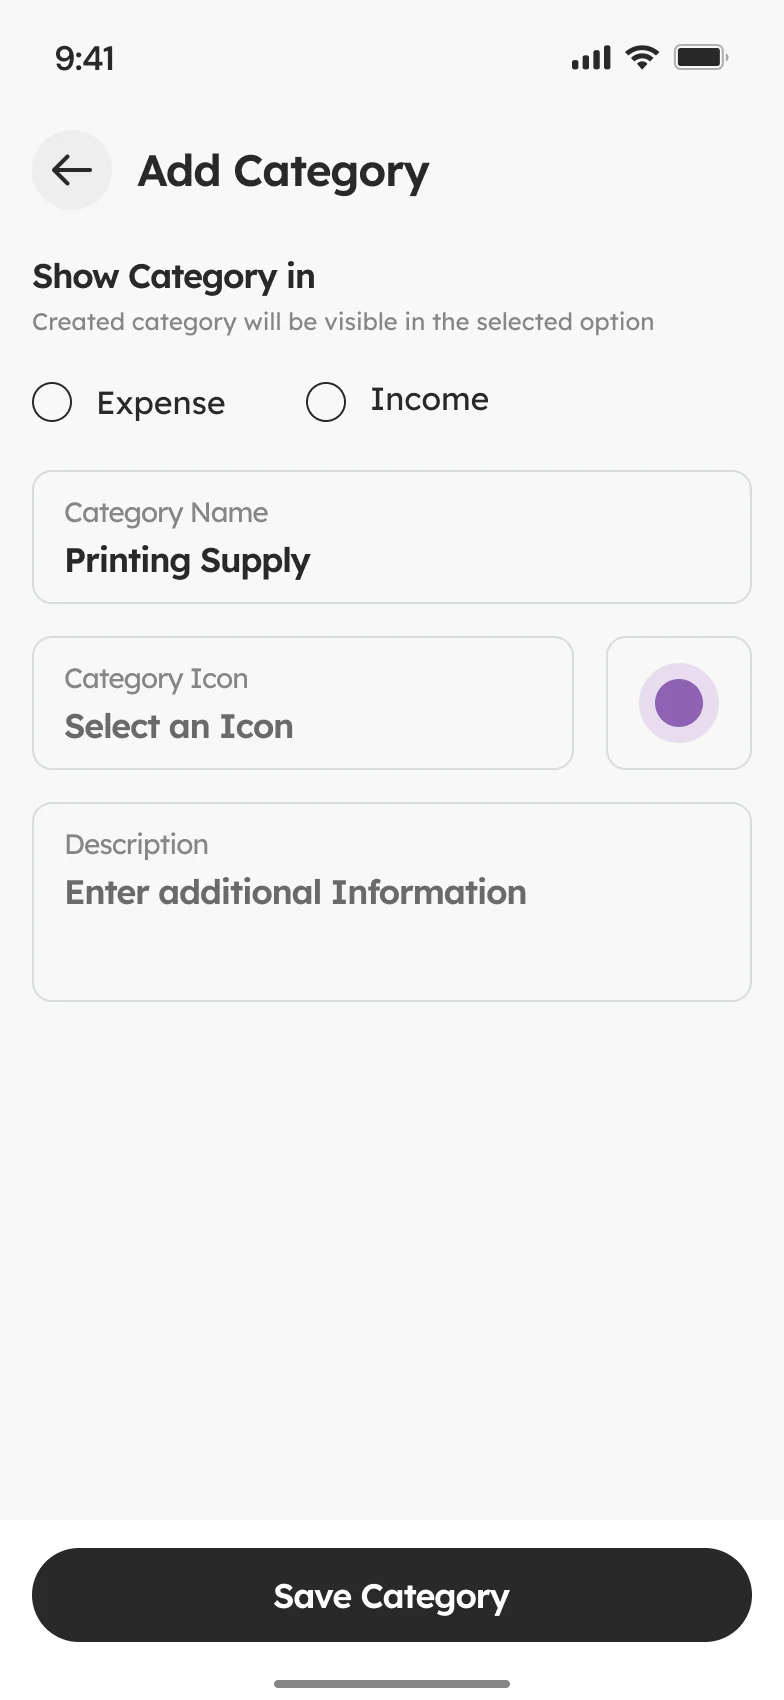 9:41
Add Category
Show Category in
Created category will be visible in the selected option
Expense
Income
Category Name
Printing Supply
Category Icon
Select an Icon
Description
Enter additional Information
Save Category